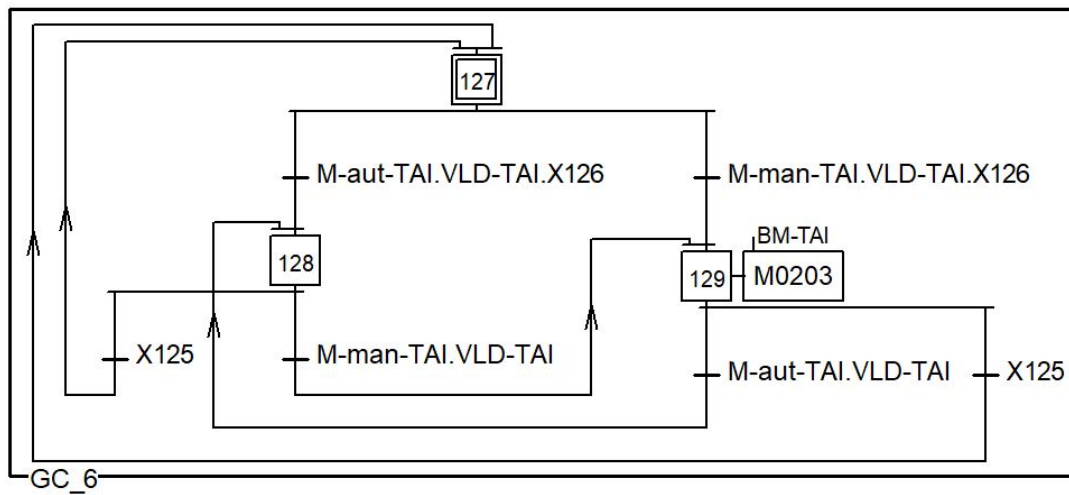 127
M-aut-TAI.VLD-TAI.X126
M-man-TAI.VLD-TAI.X126
BM-TAI
128
129
M0203
X125
M-man-TAI.VLD-TAI
M-aut-TAI.VLD-TAI
X125
GC_6